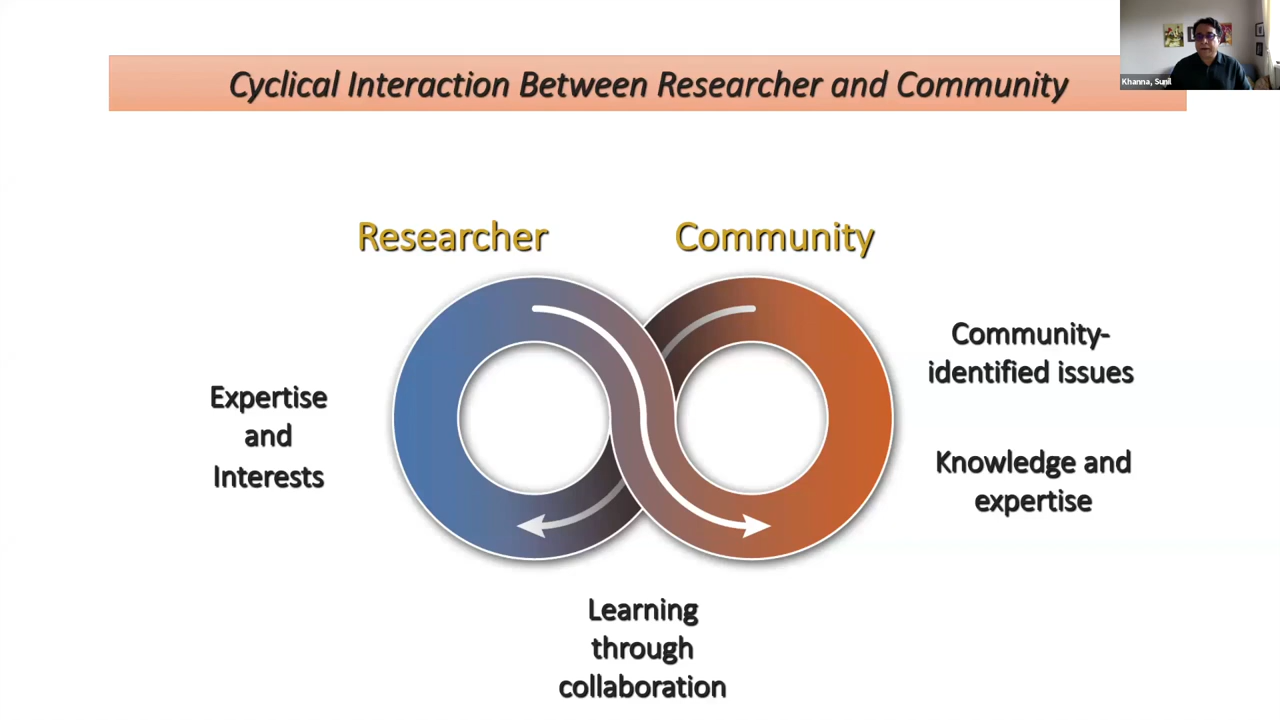 Cyclical Interaction Between Researcher and Community
Khanna, Sunil
Researcher
Community
Expertise
and
Interests
Community-
identified issues
Knowledge and
expertise
Learning
through
collaboration